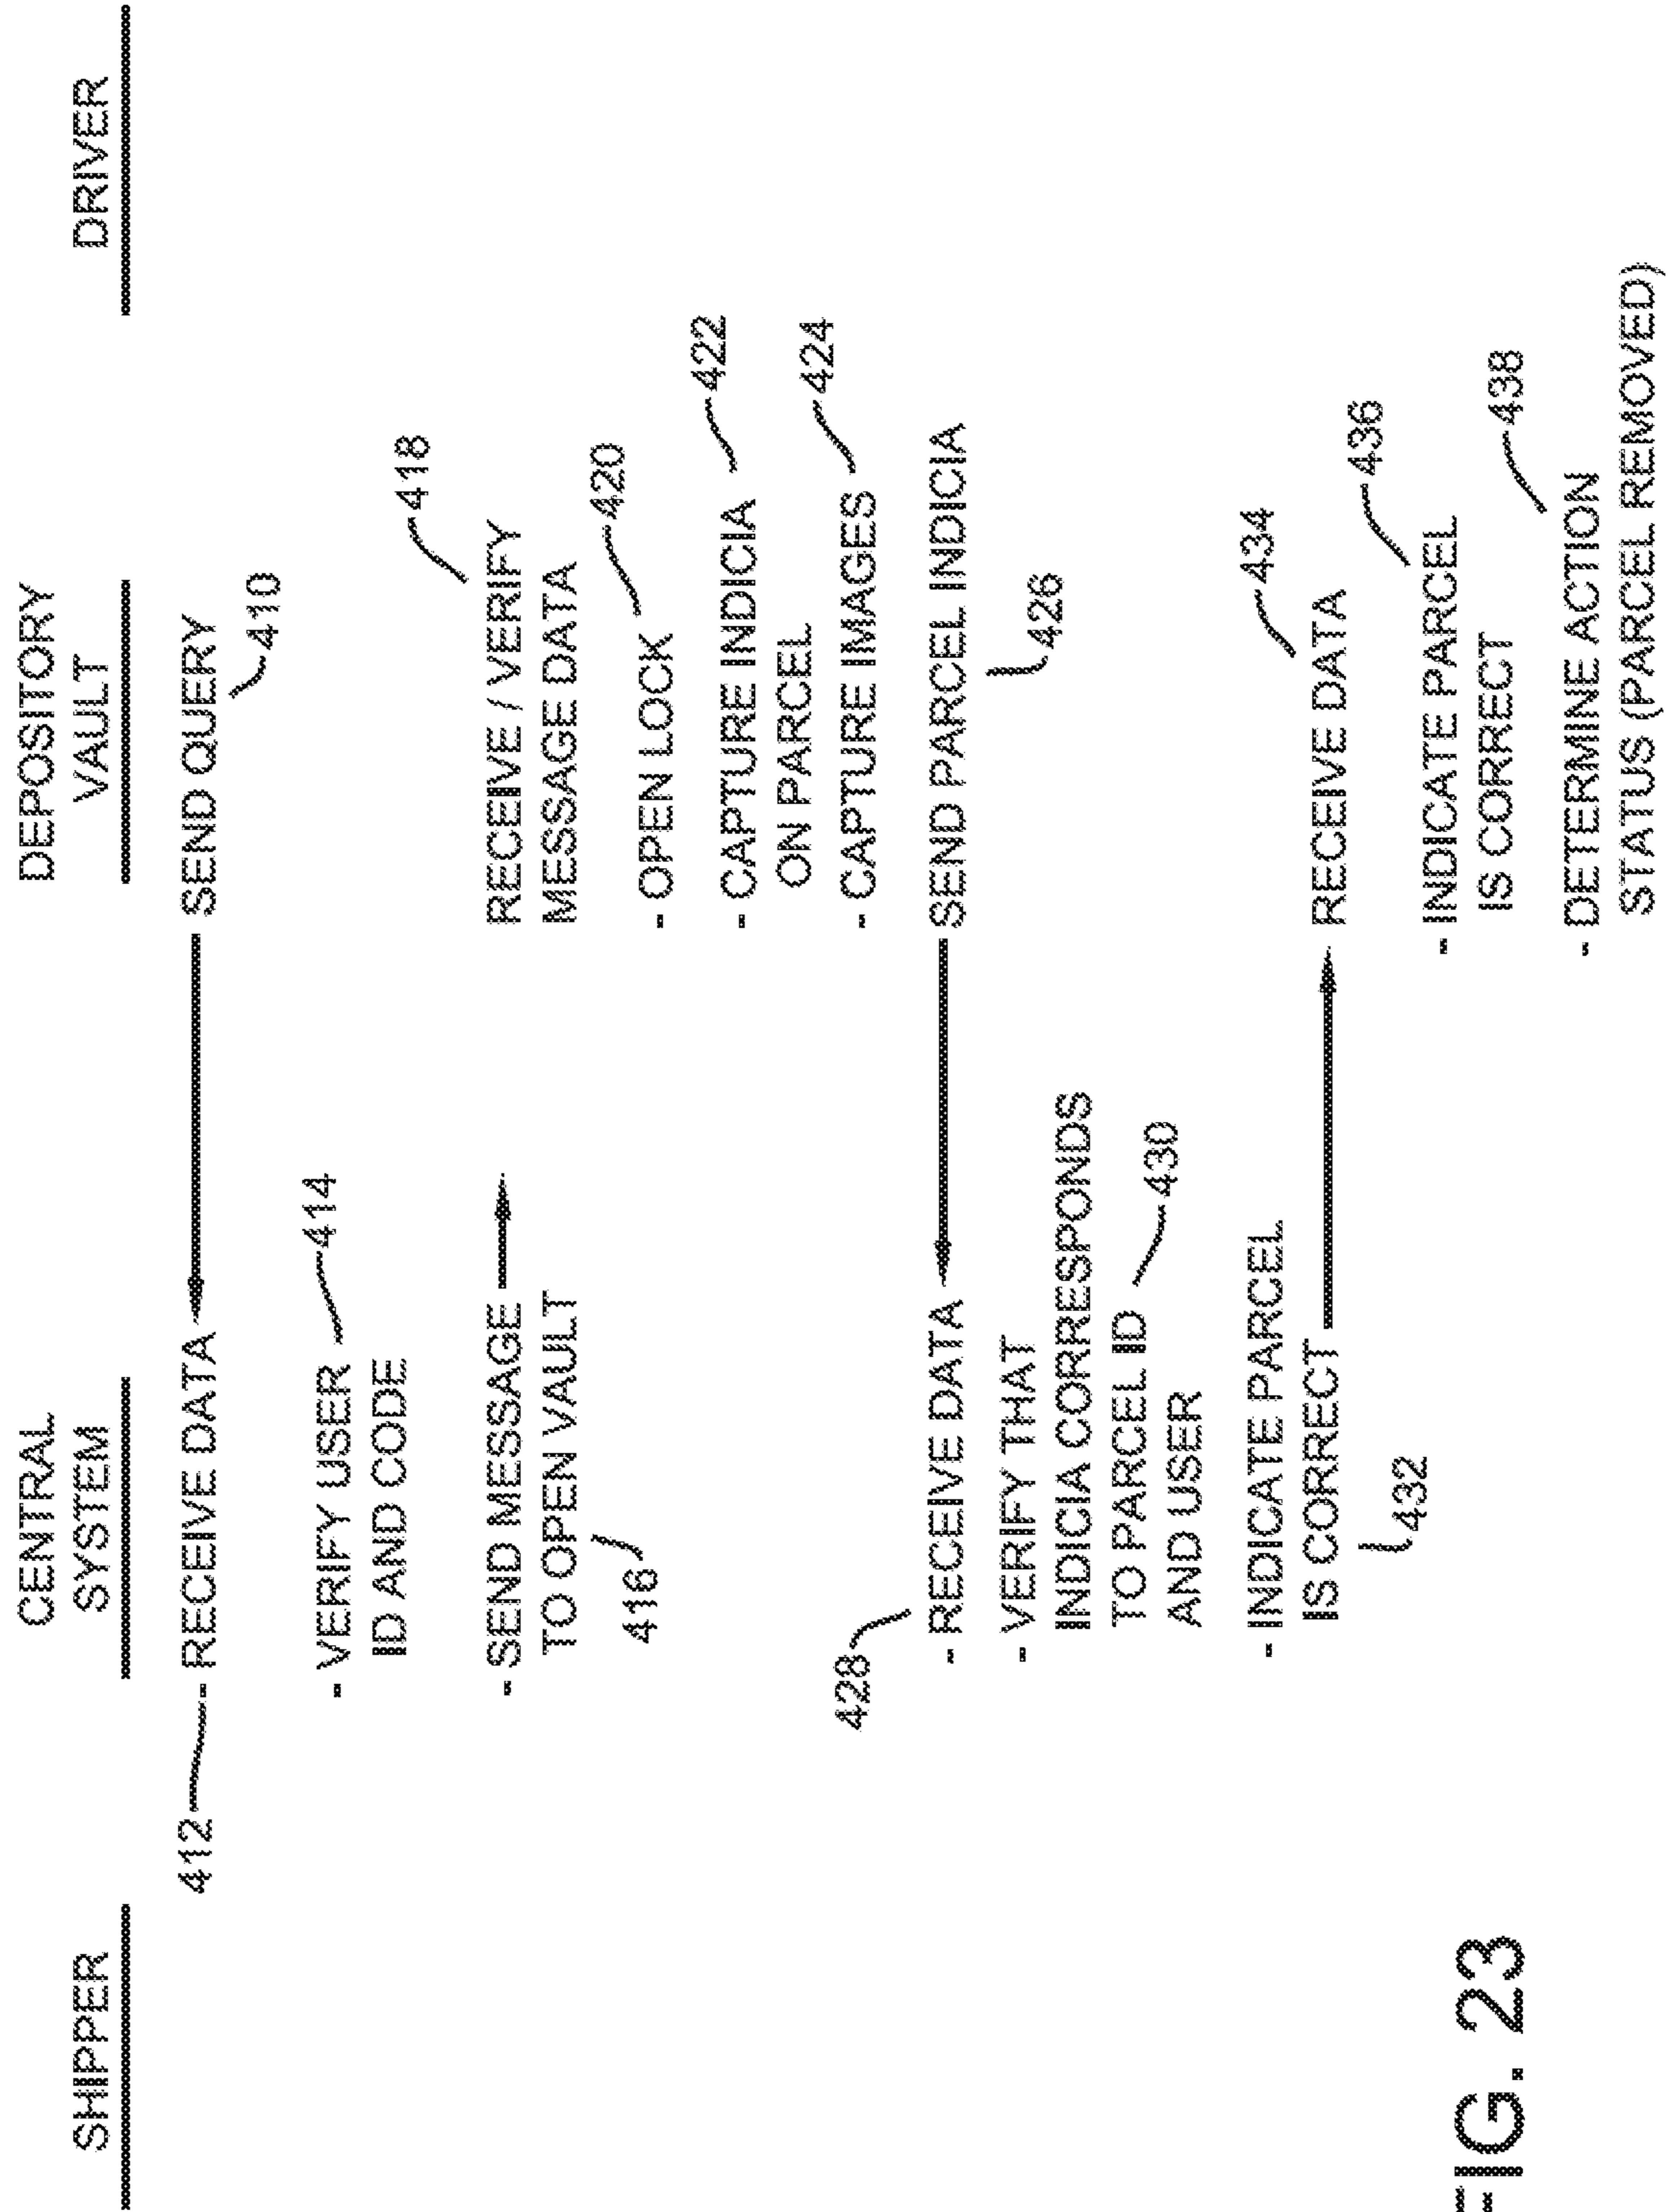 SHIPPER
CENTRAL
SYSTEM
DEPOSITORY
VAULT
DRIVER
412
- RECEIVE DATA
SEND QUERY
410
- VERIFY USER
ID AND CODE
414
- SEND MESSAGE
TO OPEN VAULT
416
RECEIVE / VERIFY
MESSAGE DATA
418
- OPEN LOCK
420
- CAPTURE INDICIA
ON PARCEL
422
- CAPTURE IMAGES
424
SEND PARCEL INDICIA
426
428
- RECEIVE DATA
- VERIFY THAT
INDICIA CORRESPONDS
TO PARCEL ID
AND USER
430
- INDICATE PARCEL
IS CORRECT
432
RECEIVE DATA
434
- INDICATE PARCEL
IS CORRECT
436
- DETERMINE ACTION
STATUS (PARCEL REMOVED)
438
FIG. 23